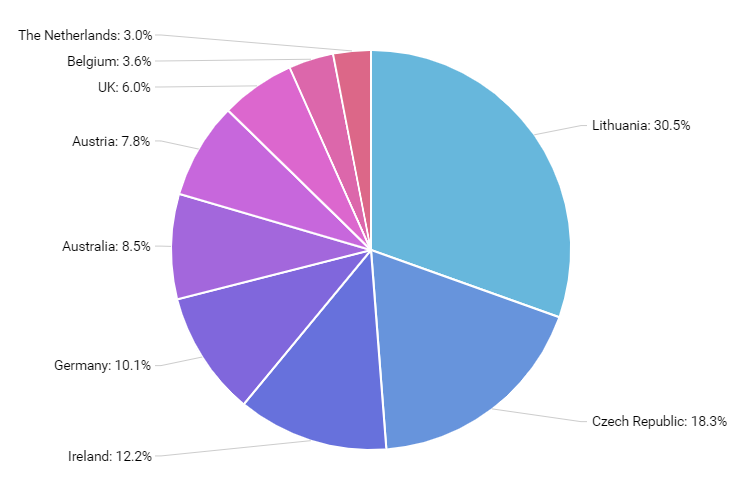 The Netherlands: 3.0%
Belgium: 3.6%
UK: 6.0%
Austria: 7.8%
Australia: 8.5%
Germany: 10.1%
Ireland: 12.2%
Lithuania: 30.5%
Czech Republic: 18.3%